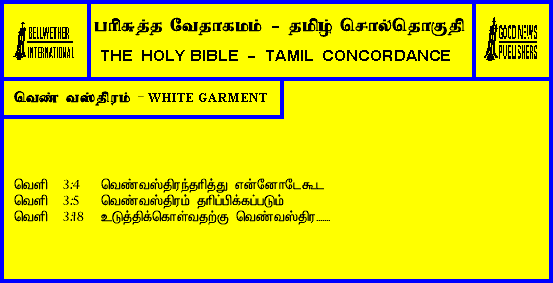 BELLWETHER
INTERNATIONAL
பரிசுத்த வேதாகமம் - தமிழ் சொல்தொகுதி
THE HOLY BIBLE - TAMIL CONCORDANCE
GOOD NEWS
PUBLISHERS
வெண் வஸ்திரம் - WHITE GARMENT
வெளி 3:4 வெண்வஸ்திரந்தரித்து என்னோடேகூட
வெளி 3:5 வெண்வஸ்திரம் தரிப்பிக்கப்படும்
வெளி 3:18 உடுத்திக்கொள்வதற்கு வெண்வஸ்திர......